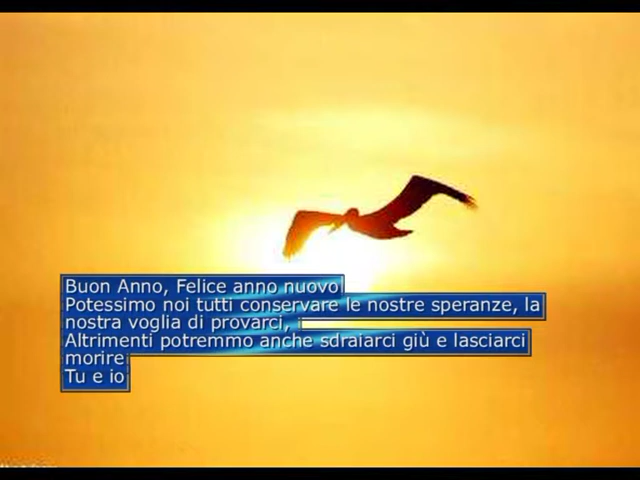 Buon Anno, Felice anno nuovo
Potessimo noi tutti conservare le nostre speranze, la
nostra voglia di provarci,
Altrimenti potremmo anche sdraiarci giù e lasciarci
morire
Tu e io